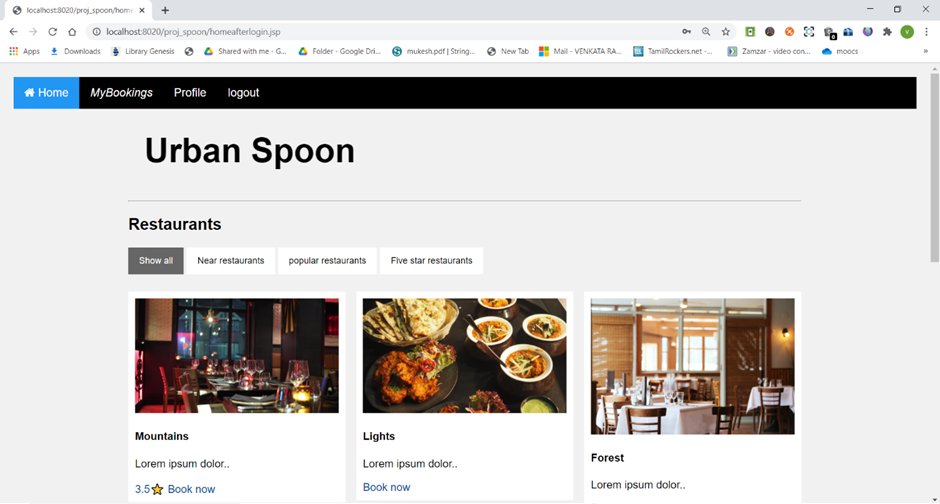 localhost:8020/proj_spoon/home
localhost:8020/proj_spoon/homeafterlogin.jsp
Apps Downloads Library Genesis Shared with me - G... Folder - Google Dri... mukesh.pdf | String... New Tab Mail - VENKATA RA... TamilRockers.net -... Zamzar - video con... moocs »
Home MyBookings Profile logout
Urban Spoon
Restaurants
Show all Near restaurants popular restaurants Five star restaurants
Mountains
Lorem ipsum dolor..
3.5⭐ Book now
Lights
Lorem ipsum dolor..
Book now
Forest
Lorem ipsum dolor..